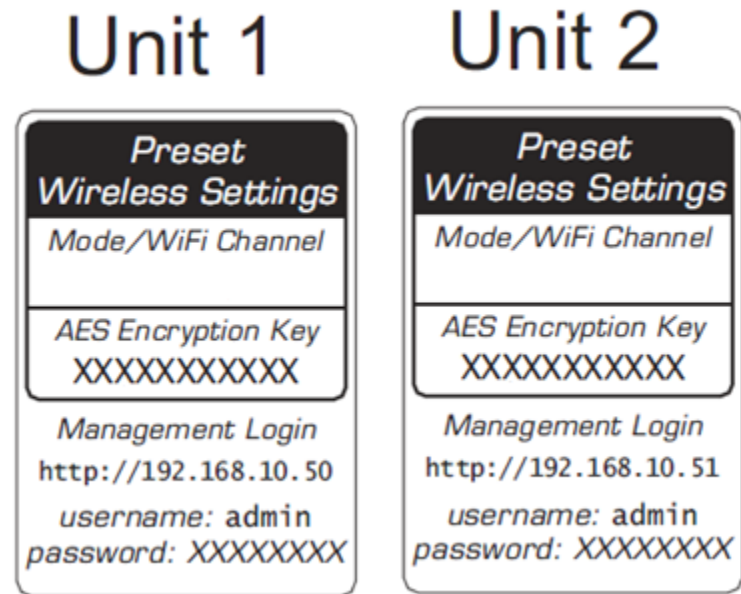 Unit 1
Preset
Wireless Settings
Mode/WiFi Channel
AES Encryption Key
XXXXXXXXXXX
Management Login
http://192.168.10.50
username: admin
password: XXXXXXXX
Unit 2
Preset
Wireless Settings
Mode/WiFi Channel
AES Encryption Key
XXXXXXXXXXX
Management Login
http://192.168.10.51
username: admin
password: XXXXXXXX